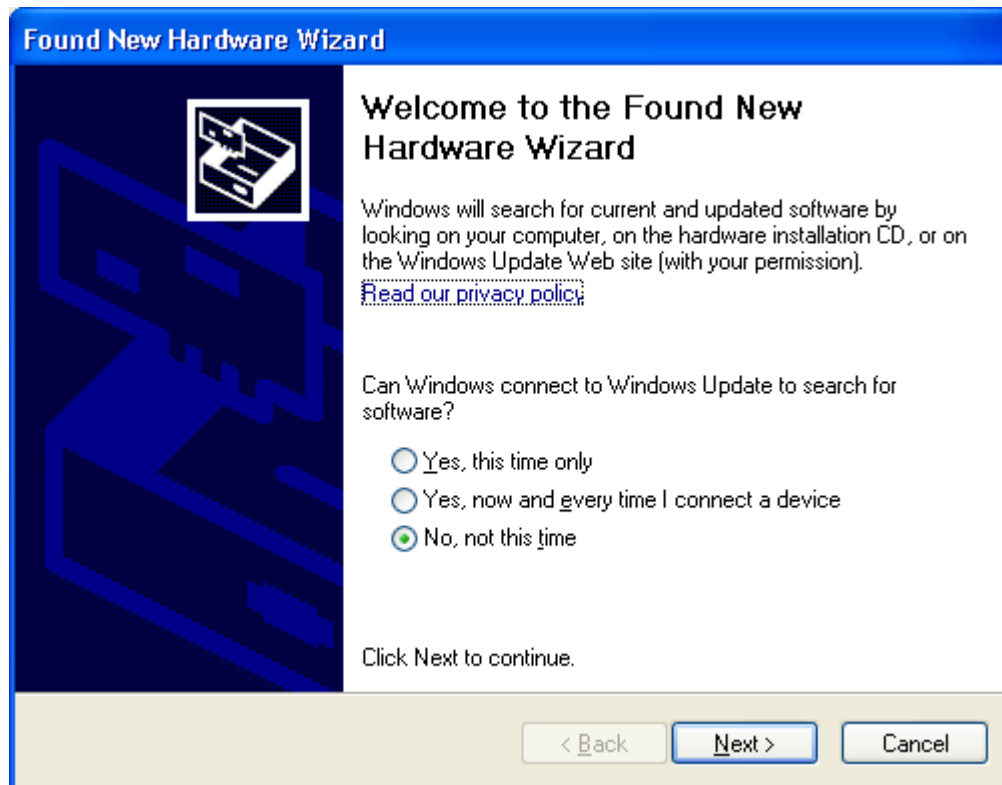 Found New Hardware Wizard
Welcome to the Found New
Hardware Wizard
Windows will search for current and updated software by
looking on your computer, on the hardware installation CD, or on
the Windows Update Web site (with your permission).
Read our privacy policy
Can Windows connect to Windows Update to search for
software?
Yes, this time only
Yes, now and every time I connect a device
No, not this time
Click Next to continue.
< Back
Next >
Cancel